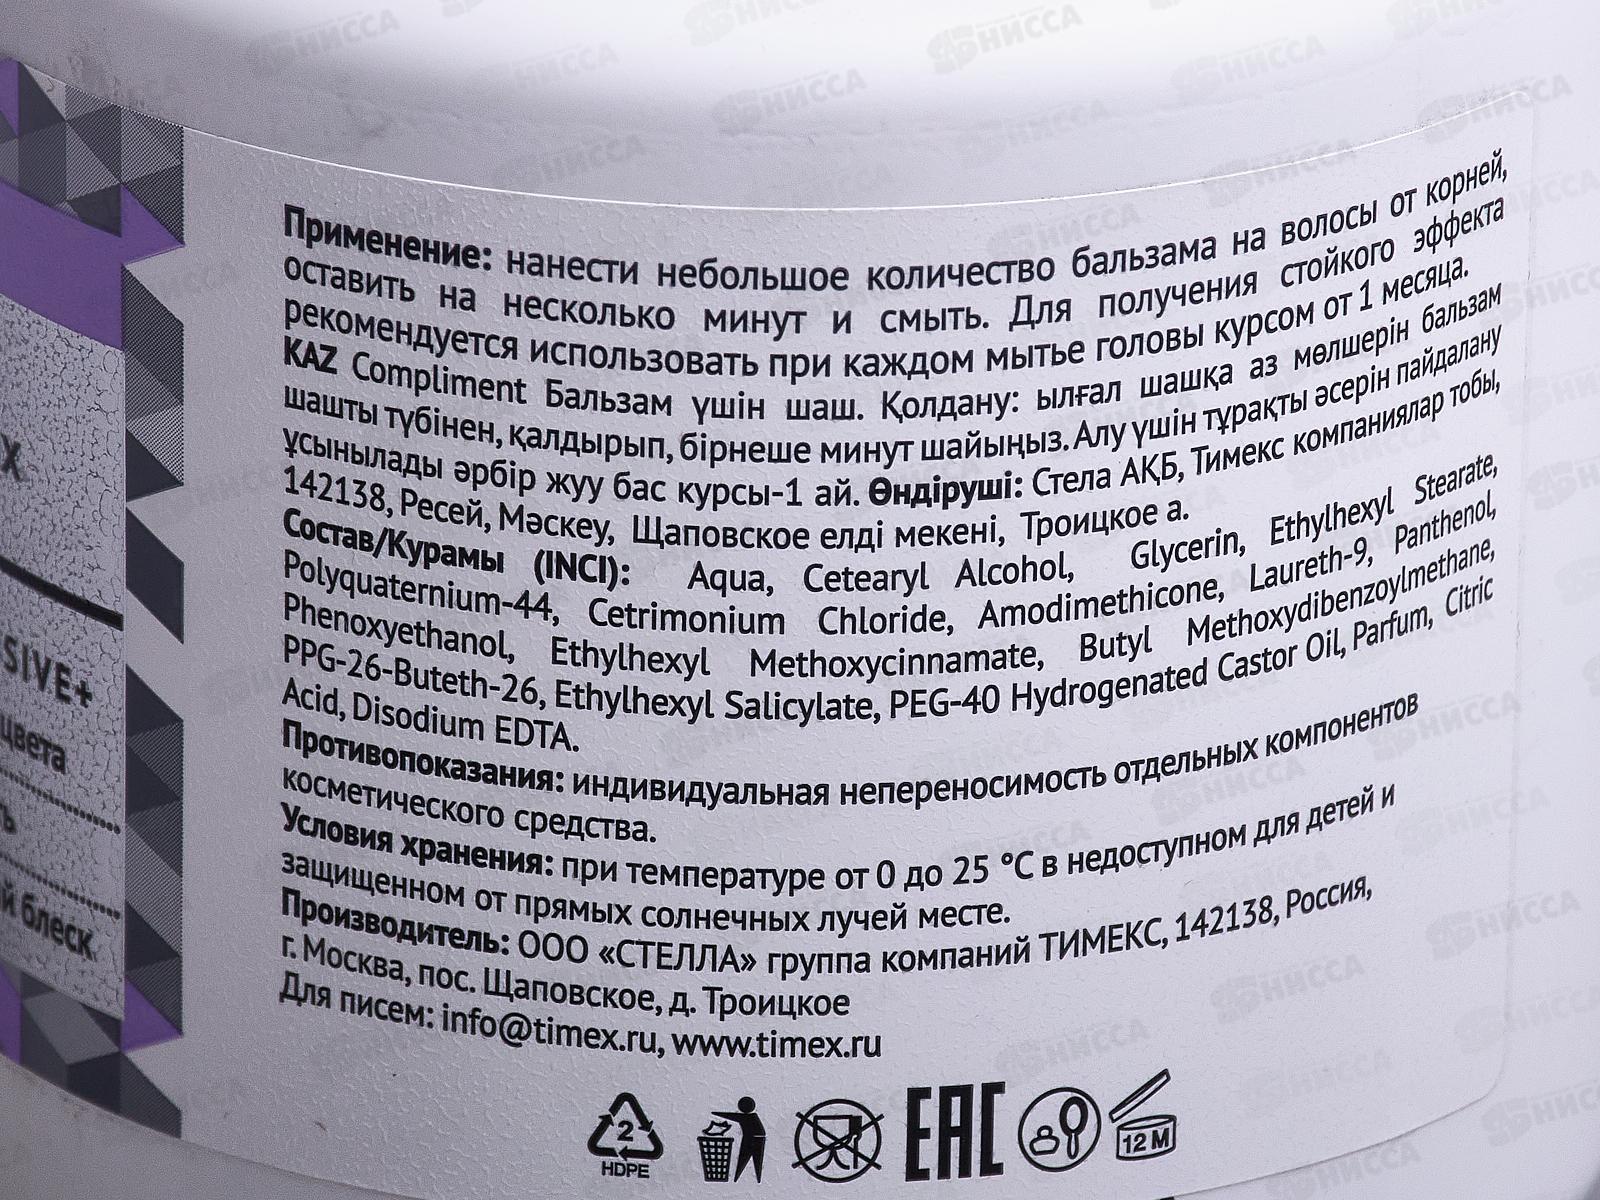 Применение: нанести небольшое количество бальзама на волосы от корней,
оставить на несколько минут и смыть. Для получения стойкого эффекта
рекомендуется использовать при каждом мытье головы курсом от 1 месяца.
KAZ Compliment Бальзам үшін шаш. Қолдану: ылғал шашқа аз мөлшерін бальзам
шашты түбінен, қалдырып, бірнеше минут шайыңыз. Алу үшін тұрақты әсерін пайдалану
ұсынылады әрбір жуу бас курсы-1 ай. Өндіруші: Стела АҚБ, Тимекс компаниялар тобы,
142138, Ресей, Мәскеу, Щаповское елді мекені, Троицкое а.
Состав/Курамы (INCI): Aqua, Cetearyl Alcohol, Glycerin, Ethylhexyl Stearate,
Polyquaternium-44, Cetrimonium Chloride, Amodimethicone, Laureth-9, Panthenol,
Phenoxyethanol, Ethylhexyl Methoxycinnamate, Butyl Methoxydibenzoylmethane,
PPG-26-Buteth-26, Ethylhexyl Salicylate, PEG-40 Hydrogenated Castor Oil, Parfum, Citric
Acid, Disodium EDTA.
Противопоказания: индивидуальная непереносимость отдельных компонентов
косметического средства.
Условия хранения: при температуре от 0 до 25 °C в недоступном для детей и
защищенном от прямых солнечных лучей месте.
Производитель: ООО «СТЕЛЛА» группа компаний ТИМЕКС, 142138, Россия,
г. Москва, пос. Щаповское, д. Троицкое
Для писем: info@timex.ru, www.timex.ru
2
HDPE
EAC
12 M
X
SIVE+
цвета
ь
й блеск
НИССА